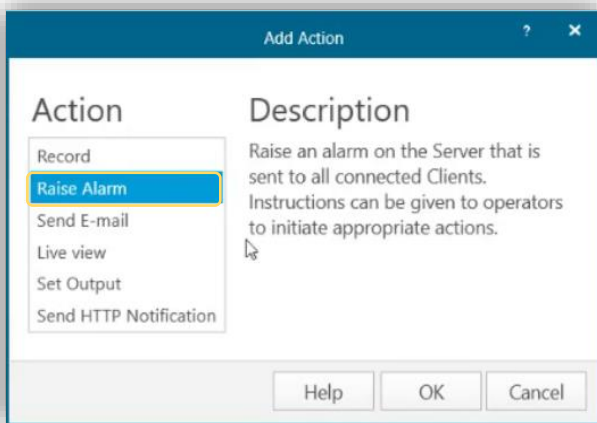 Add Action
?
×
Action
Record
Raise Alarm
Send E-mail
Live view
Set Output
Send HTTP Notification
Description
Raise an alarm on the Server that is
sent to all connected Clients.
Instructions can be given to operators
to initiate appropriate actions.
Help
OK
Cancel